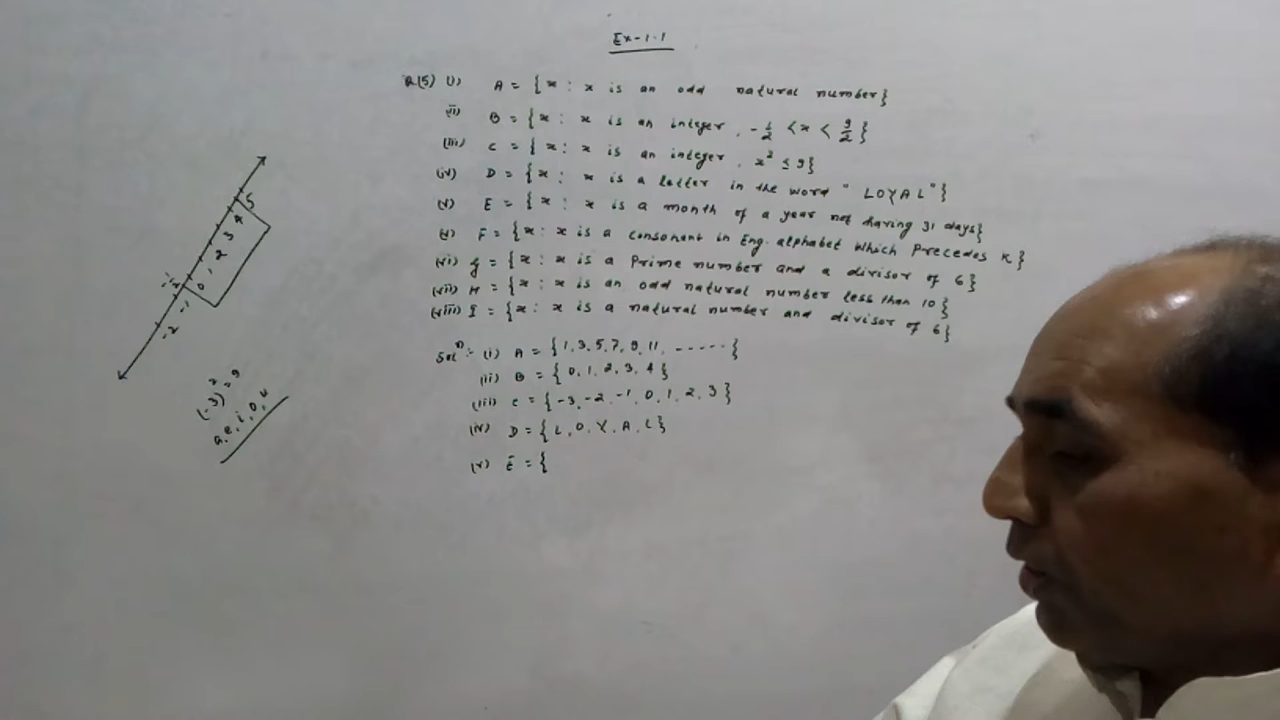 Ex-1.1
Q(5) (i) A = {x : x is an odd natural number}
(ii) B = {x : x is an integer, -1/2 < x < 9/2}
(iii) C = {x : x is an integer, x² ≤ 9}
(iv) D = {x : x is a letter in the word "LOYAL"}
(v) E = {x : x is a month of a year not having 31 days}
(v) F = {x : x is a consonant in Eng. alphabet which precedes K}
(vi) G = {x : x is a Prime number and a divisor of 6}
(vii) H = {x : x is an odd natural number less than 10}
(viii) I = {x : x is a natural number and divisor of 6}
Solⁿ:- (i) A = {1, 3, 5, 7, 9, 11, -----}
(ii) B = {0, 1, 2, 3, 4}
(iii) C = {-3, -2, -1, 0, 1, 2, 3}
(iv) D = {L, O, Y, A, L}
(v) E = {
-2 -1 -1/2 0 1 2 3 4 5
(-3)² = 9
a, e, i, o, u